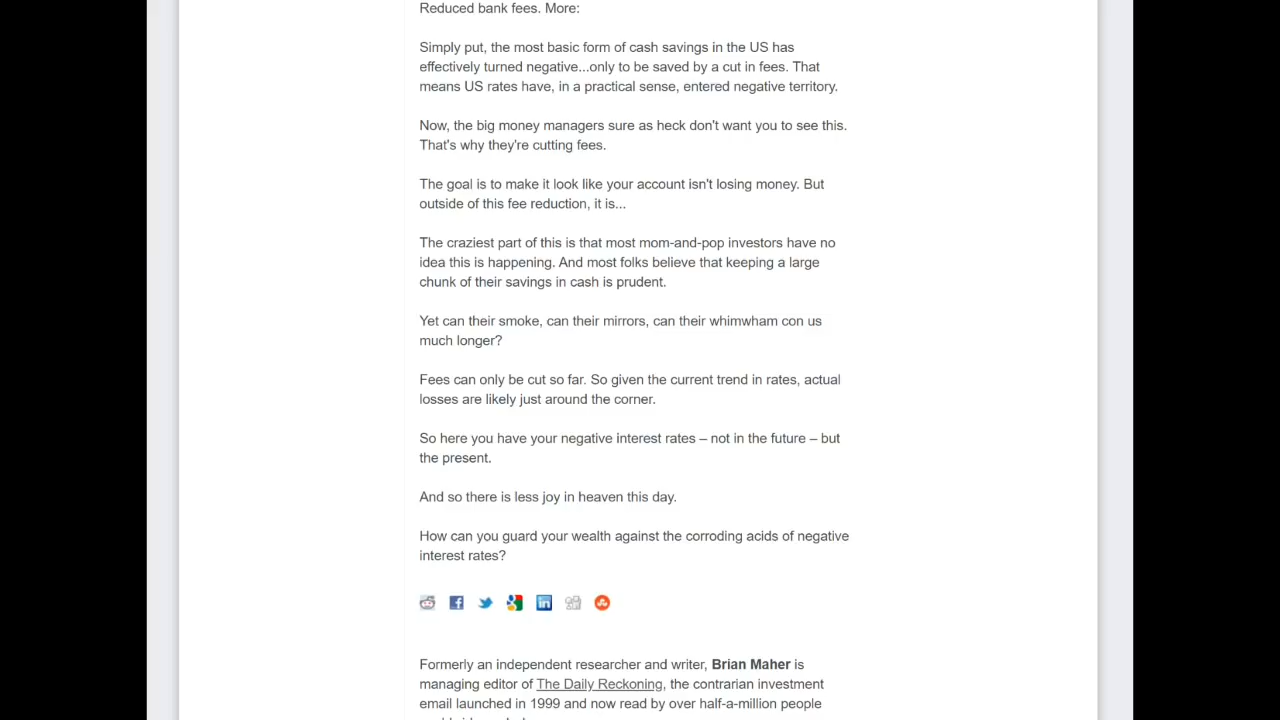 Reduced bank fees. More:
Simply put, the most basic form of cash savings in the US has
effectively turned negative...only to be saved by a cut in fees. That
means US rates have, in a practical sense, entered negative territory.
Now, the big money managers sure as heck don't want you to see this.
That's why they're cutting fees.
The goal is to make it look like your account isn't losing money. But
outside of this fee reduction, it is...
The craziest part of this is that most mom-and-pop investors have no
idea this is happening. And most folks believe that keeping a large
chunk of their savings in cash is prudent.
Yet can their smoke, can their mirrors, can their whimwham con us
much longer?
Fees can only be cut so far. So given the current trend in rates, actual
losses are likely just around the corner.
So here you have your negative interest rates – not in the future – but
the present.
And so there is less joy in heaven this day.
How can you guard your wealth against the corroding acids of negative
interest rates?
Formerly an independent researcher and writer, Brian Maher is
managing editor of The Daily Reckoning, the contrarian investment
email launched in 1999 and now read by over half-a-million people